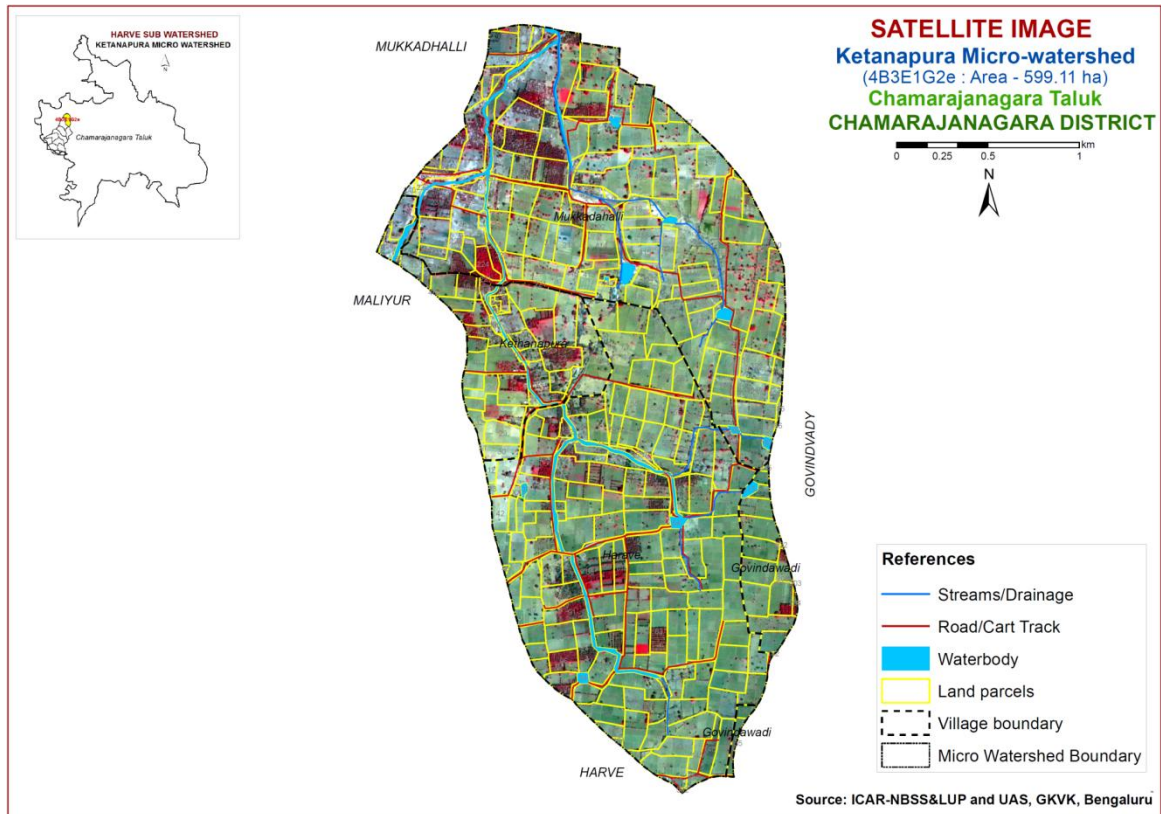 HARVE SUB WATERSHED
KETANAPURA MICRO WATERSHED
N
Chamarajanagara Taluk
SATELLITE IMAGE
Ketanapura Micro-watershed
(4B3E1G2e : Area - 599.11 ha)
Chamarajanagara Taluk
CHAMARAJANAGARA DISTRICT
km
0 0.25 0.5 1
N
MUKKADHALLI
Mukkadahalli
MALIYUR
Kethanapura
GOVINDVADY
Harave
Govindawadi
Govindawadi
HARVE
References
Streams/Drainage
Road/Cart Track
Waterbody
Land parcels
Village boundary
Micro Watershed Boundary
Source: ICAR-NBSS&LUP and UAS, GKVK, Bengaluru